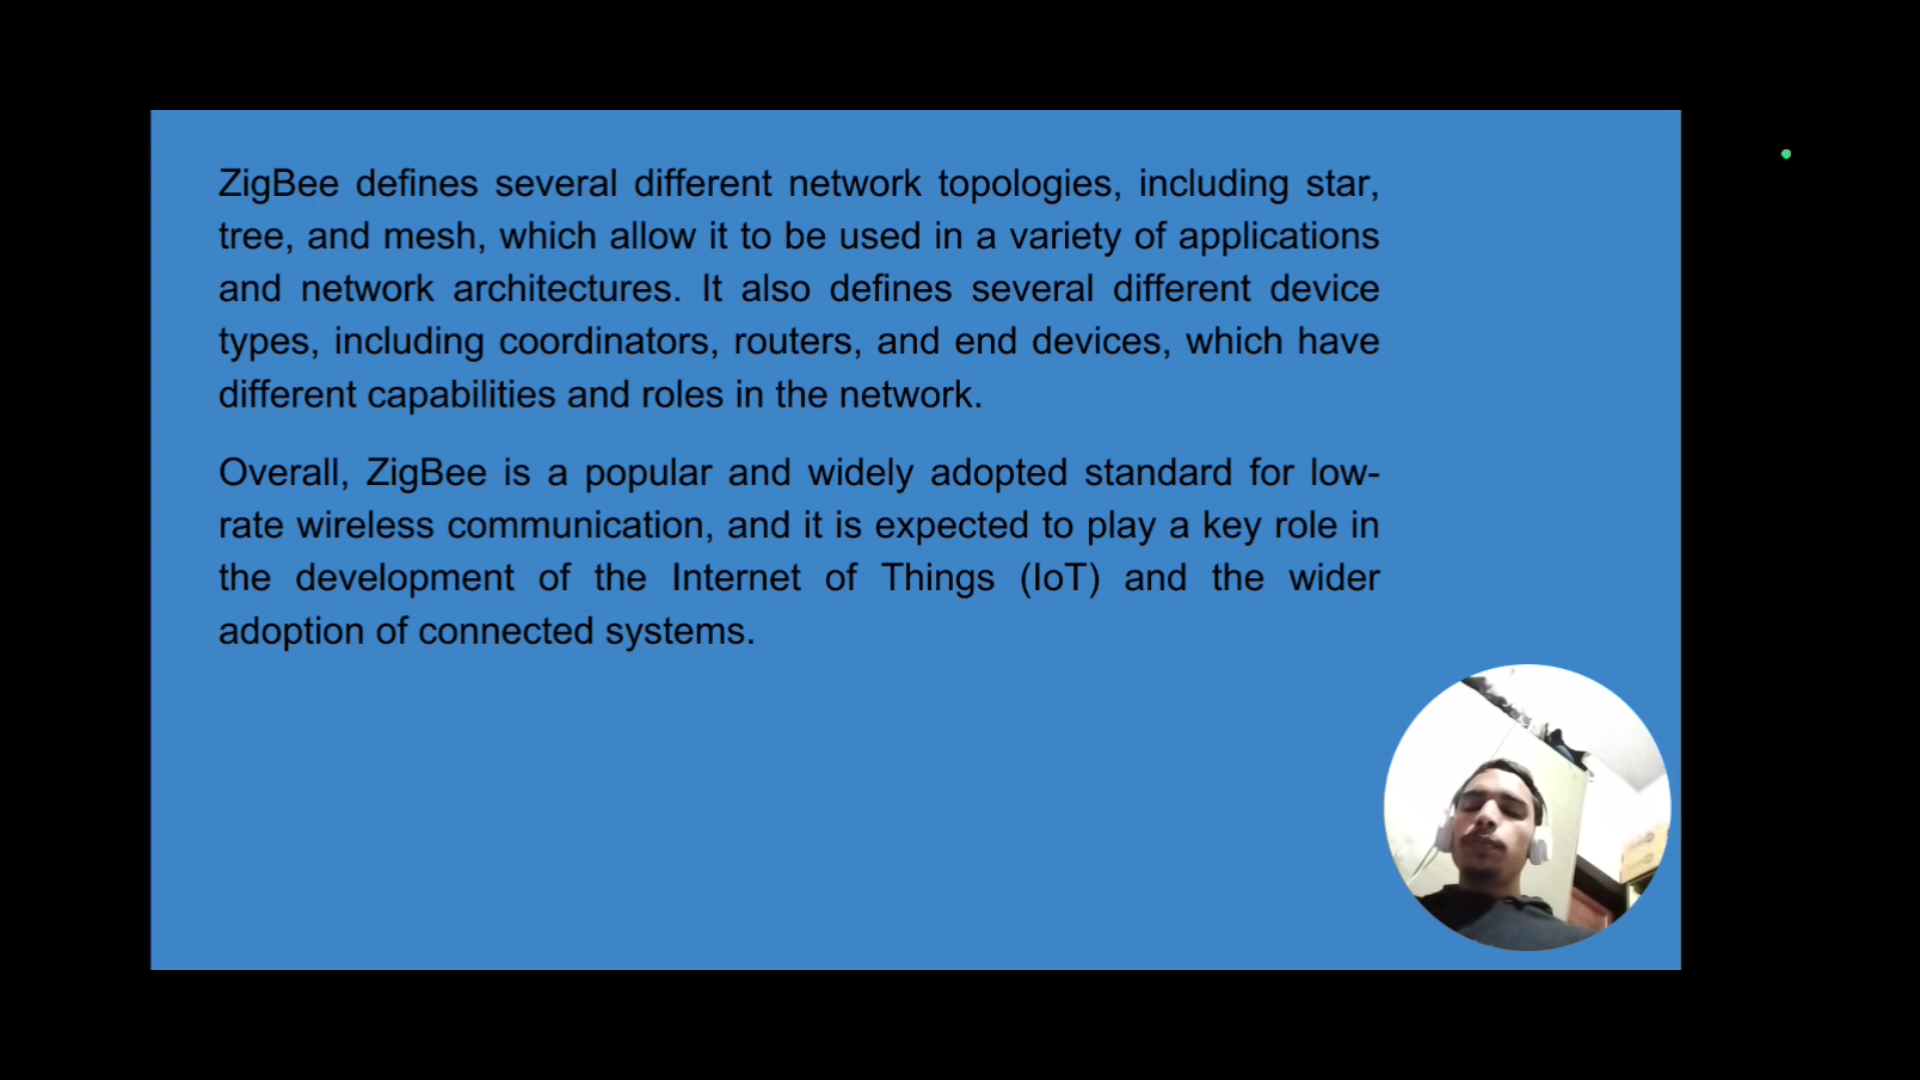 ZigBee defines several different network topologies, including star,
tree, and mesh, which allow it to be used in a variety of applications
and network architectures. It also defines several different device
types, including coordinators, routers, and end devices, which have
different capabilities and roles in the network.
Overall, ZigBee is a popular and widely adopted standard for low-
rate wireless communication, and it is expected to play a key role in
the development of the Internet of Things (IoT) and the wider
adoption of connected systems.